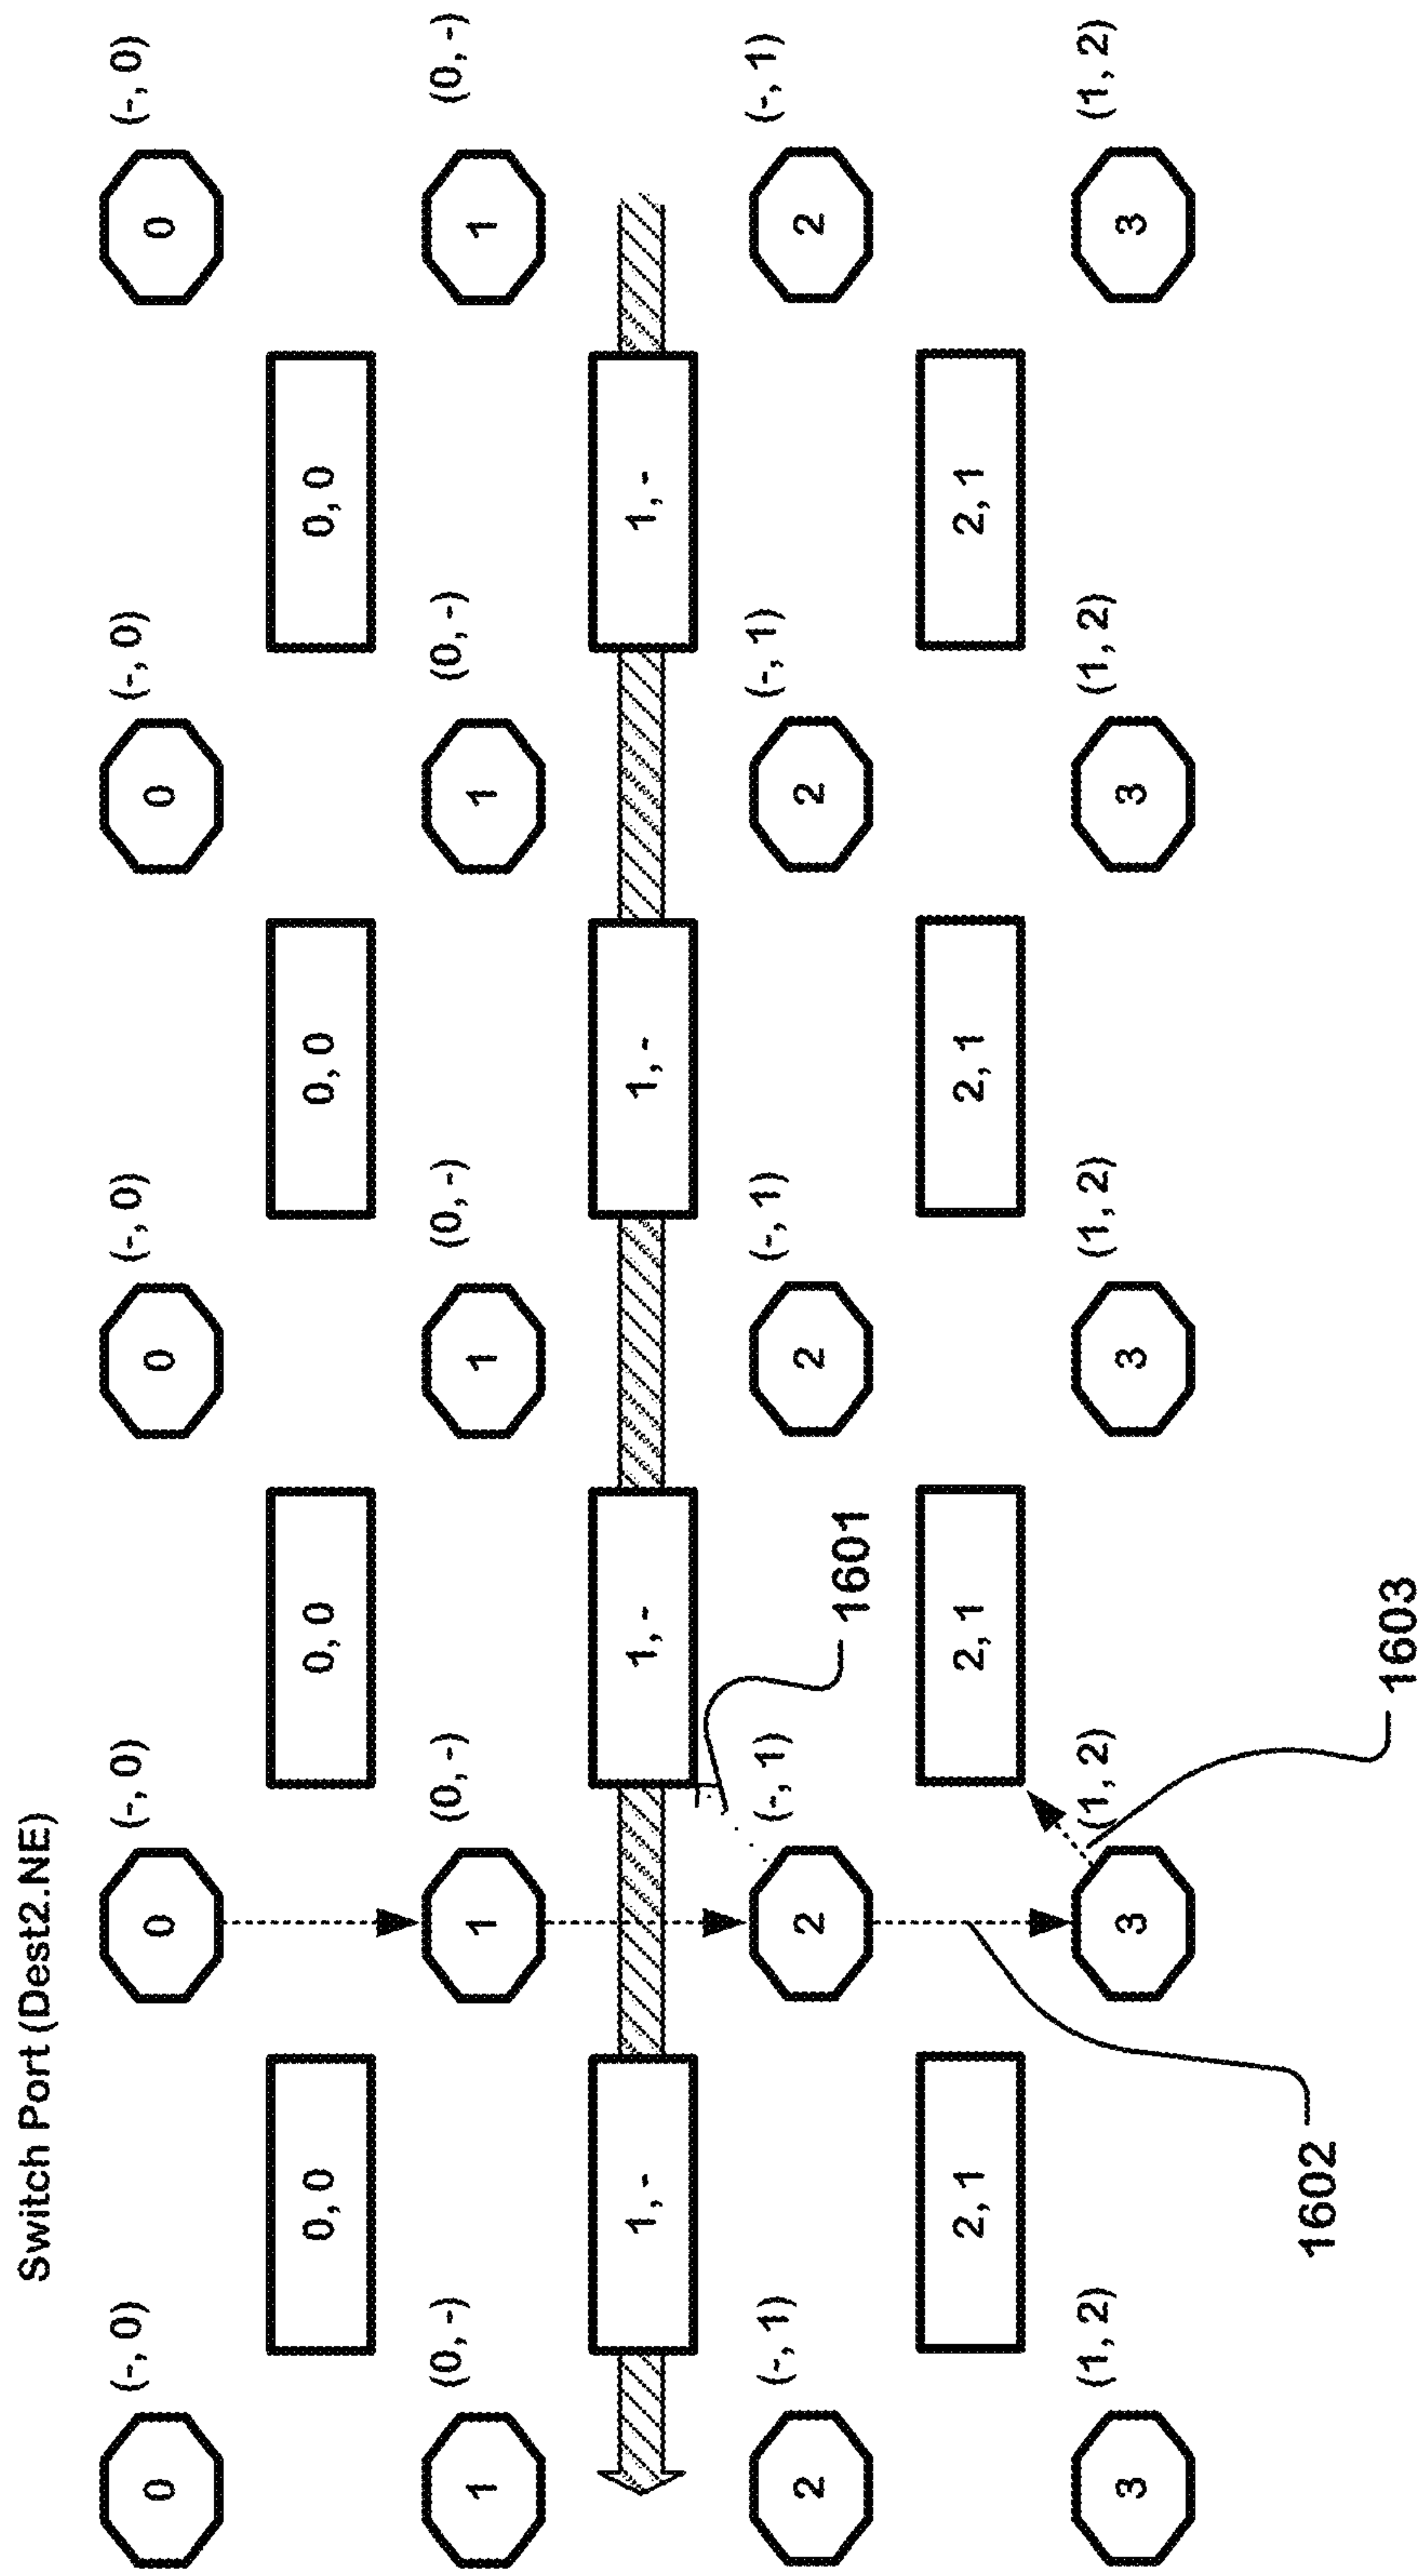 Switch Port (Dest2.NE)
(-, 0) (-, 0) (-, 0) (-, 0) (-, 0)
0 0 0 0 0
0, 0 0, 0 0, 0 0, 0
(0, -) (0, -) (0, -) (0, -) (0, -)
1 1 1 1 1
1, - 1, - 1, - 1, -
(-, 1) (-, 1) (-, 1) (-, 1) (-, 1)
2 2 2 2 2
1601
2, 1 2, 1 2, 1 2, 1
(1, 2) (1, 2) (1, 2) (1, 2) (1, 2)
3 3 3 3 3
1602
1603